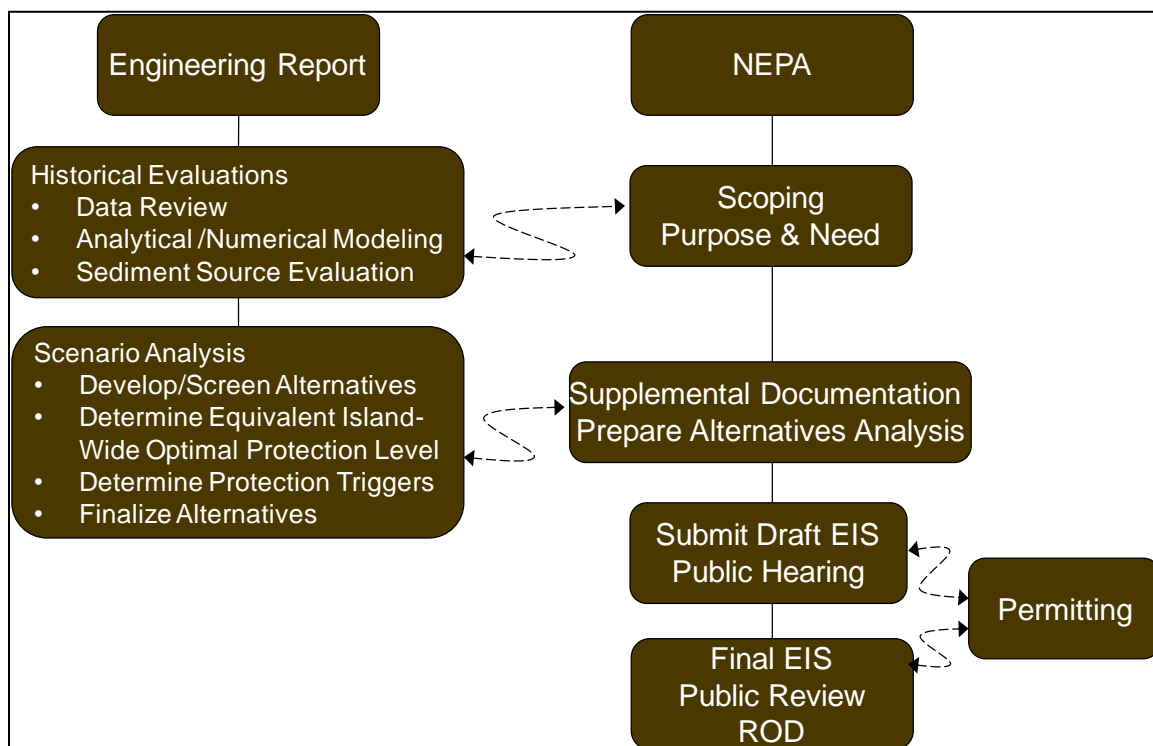 Engineering Report
NEPA
Historical Evaluations
• Data Review
• Analytical /Numerical Modeling
• Sediment Source Evaluation
Scoping
Purpose & Need
Scenario Analysis
• Develop/Screen Alternatives
• Determine Equivalent Island-
Wide Optimal Protection Level
• Determine Protection Triggers
• Finalize Alternatives
Supplemental Documentation
Prepare Alternatives Analysis
Submit Draft EIS
Public Hearing
Permitting
Final EIS
Public Review
ROD